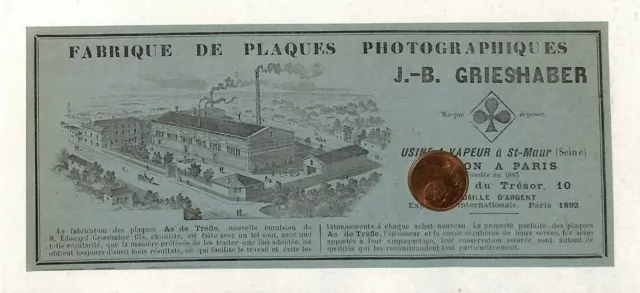 FABRIQUE DE PLAQUES PHOTOGRAPHIQUES
J.-B. GRIESHABER
Marque déposée.
USINE A VAPEUR à St-Maur (Seine)
ON A PARIS
fondée en 1885
du Trésor, 10
DAILLE D'ARGENT
Internationale, Paris 1892
La fabrication des plaques As de Trèfle, nouvelle émulsion de
M. Edouard Grieshaber fils, chimiste, est faite avec un tel soin, avec une
telle régularité, que la manière préférée de les traiter une fois adoptée, on
obtient toujours d'aussi bons résultats, ce qui facilite le travail et évite les
tâtonnements à chaque achat nouveau. La propreté parfaite des plaques
As de Trèfle, l'épaisseur et la coupe régulières de leurs verres, les soins
apportés à leur empaquetage, leur conservation assurée, sont autant de
qualités qui les recommandent tout particulièrement.